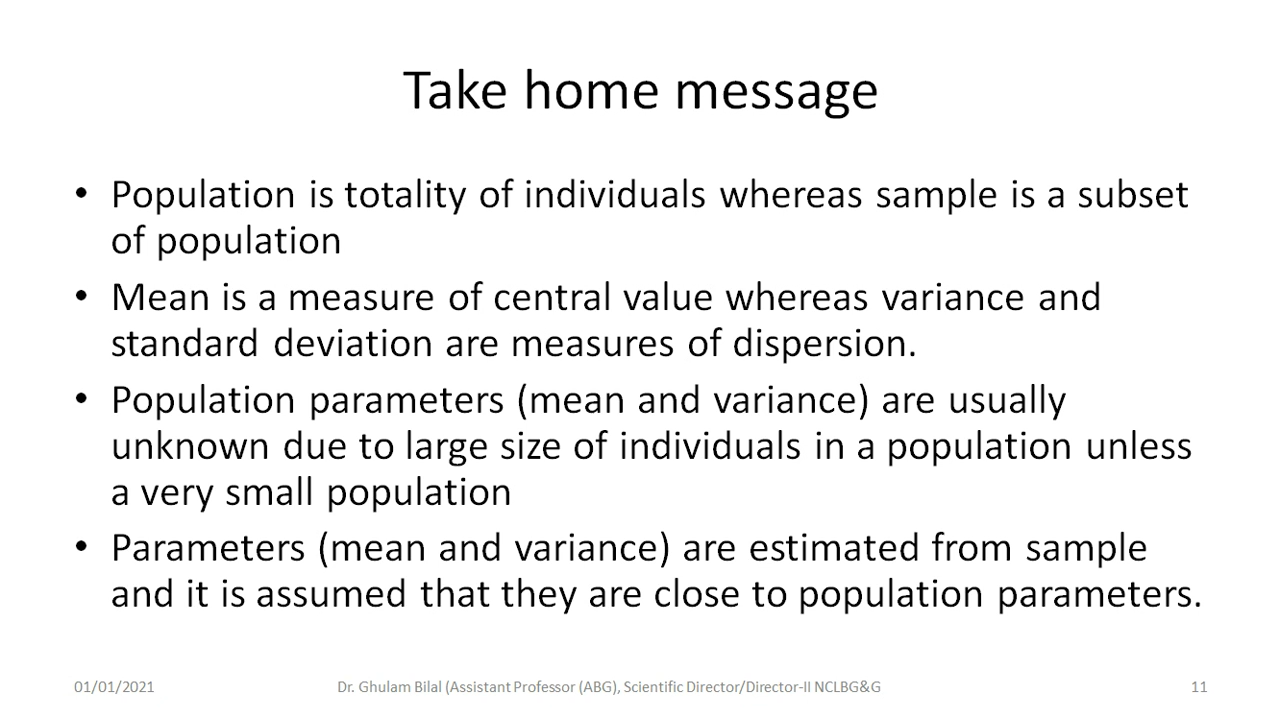 Take home message
• Population is totality of individuals whereas sample is a subset
of population
• Mean is a measure of central value whereas variance and
standard deviation are measures of dispersion.
• Population parameters (mean and variance) are usually
unknown due to large size of individuals in a population unless
a very small population
• Parameters (mean and variance) are estimated from sample
and it is assumed that they are close to population parameters.
01/01/2021 Dr. Ghulam Bilal (Assistant Professor (ABG), Scientific Director/Director-II NCLBG&G 11